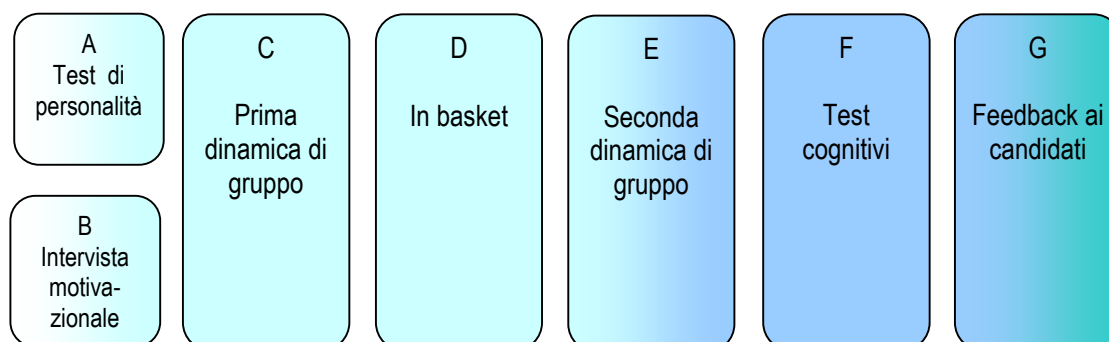 A
Test di
personalità
B
Intervista
motiva-
zionale
C
Prima
dinamica di
gruppo
D
In basket
E
Seconda
dinamica di
gruppo
F
Test
cognitivi
G
Feedback ai
candidati